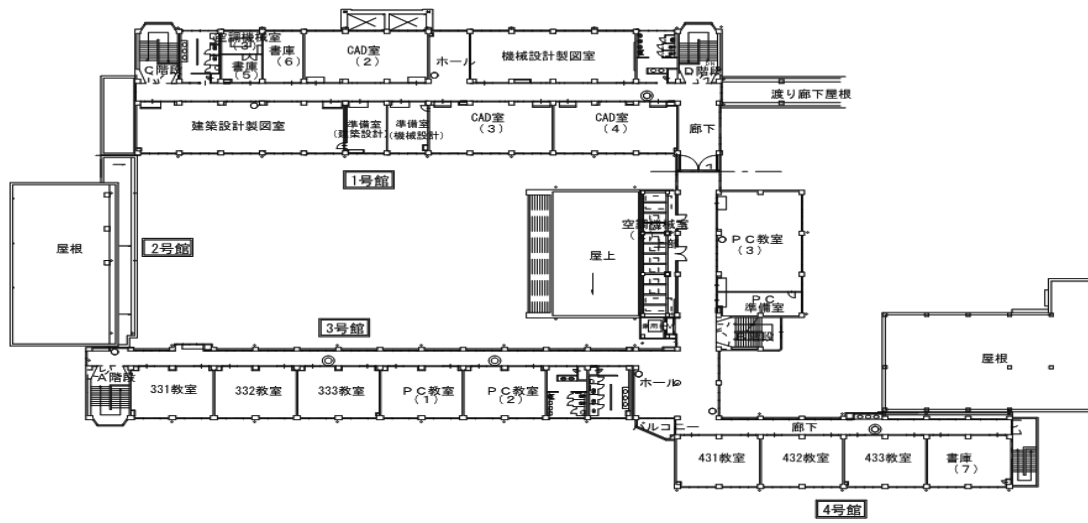 空調機械室
(3)
書庫
(5)
書庫
(6)
CAD室
(2)
ホール
機械設計製図室
C階段
D階段
渡り廊下屋根
建築設計製図室
準備室
(建築設計)
準備室
(機械設計)
CAD室
(3)
CAD室
(4)
廊下
1号館
屋根
2号館
空調機械室
屋上
PC教室
(3)
PC
準備室
3号館
屋根
A階段
331教室
332教室
333教室
PC教室
(1)
PC教室
(2)
ホール
バルコニー
廊下
431教室
432教室
433教室
書庫
(7)
4号館